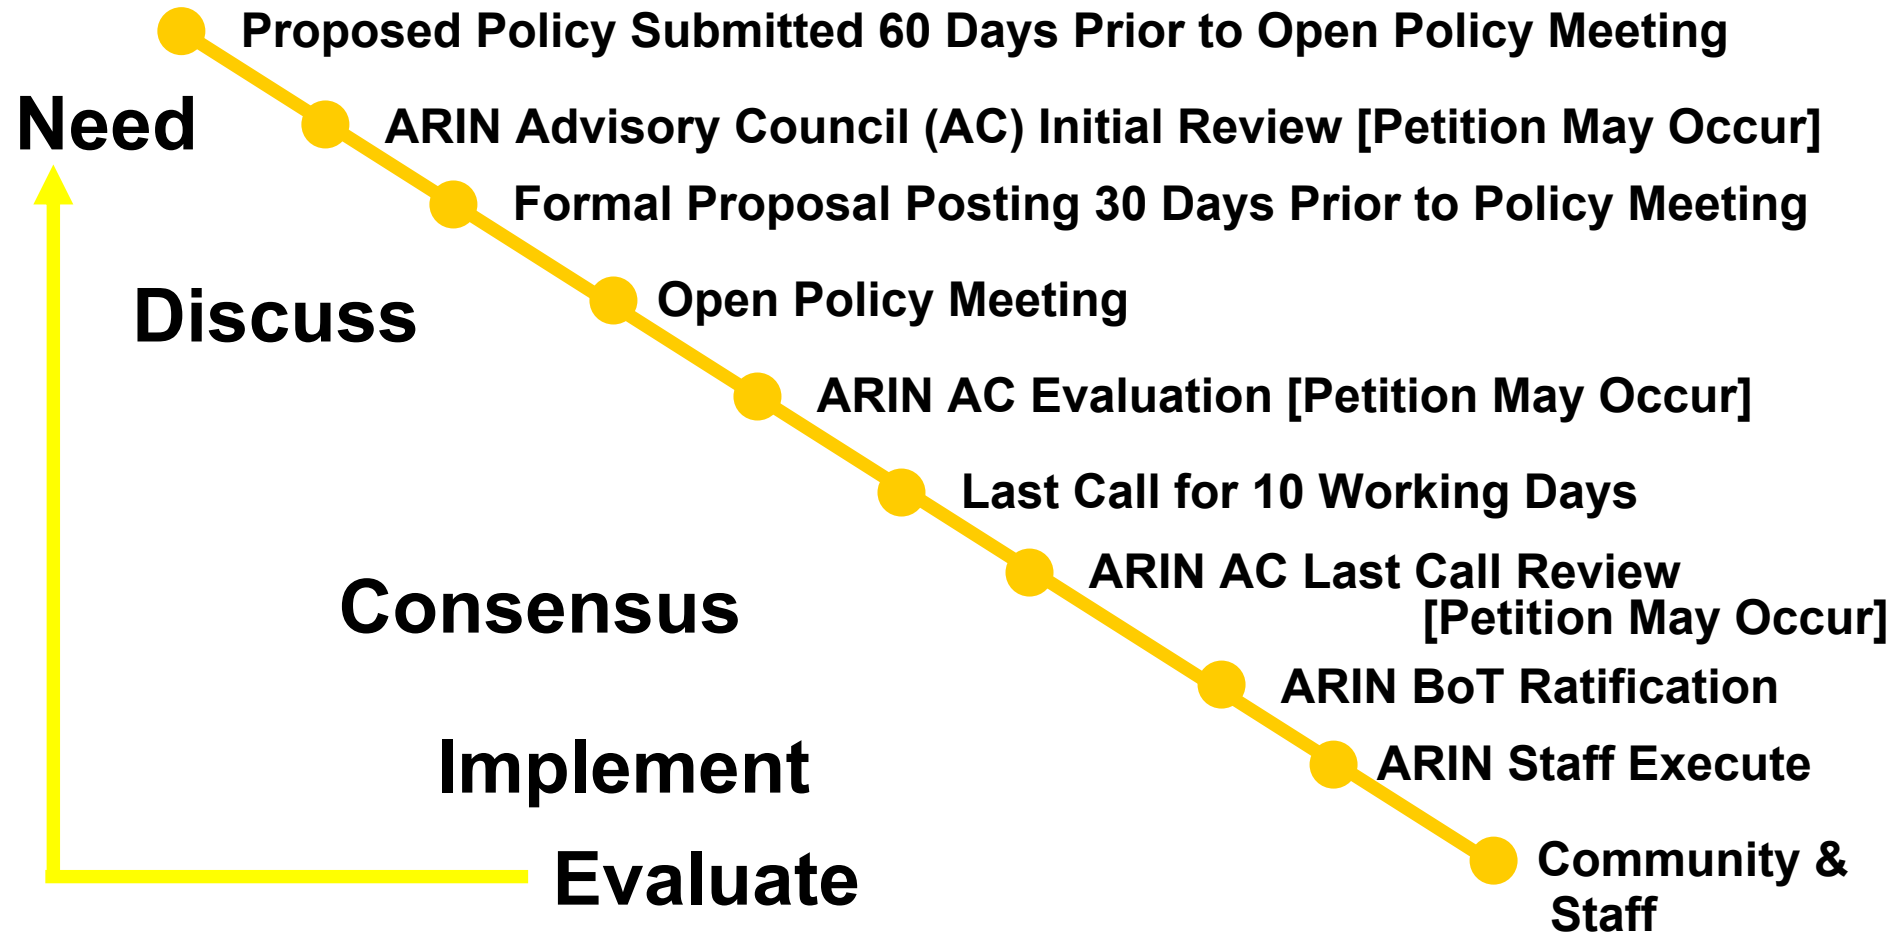 Proposed Policy Submitted 60 Days Prior to Open Policy Meeting
Need
ARIN Advisory Council (AC) Initial Review [Petition May Occur]
Formal Proposal Posting 30 Days Prior to Policy Meeting
Discuss
Open Policy Meeting
ARIN AC Evaluation [Petition May Occur]
Last Call for 10 Working Days
Consensus
ARIN AC Last Call Review
[Petition May Occur]
ARIN BoT Ratification
Implement
ARIN Staff Execute
Evaluate
Community &
Staff